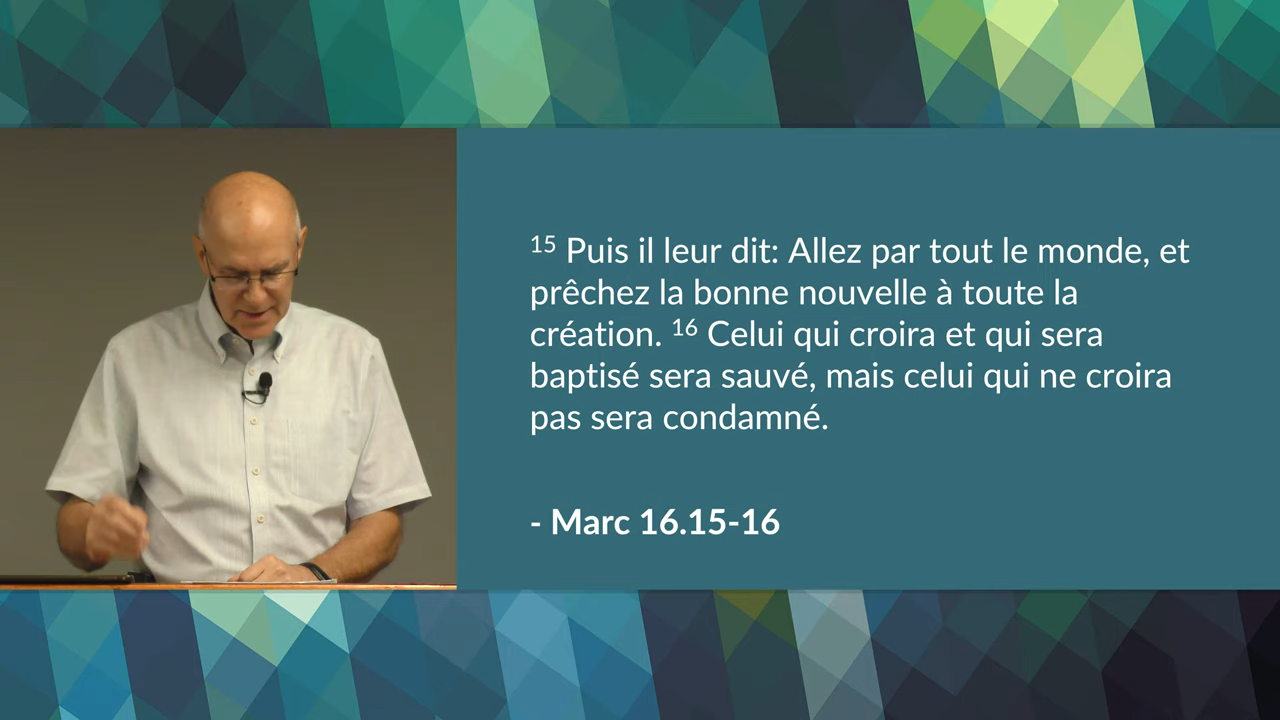 15 Puis il leur dit: Allez par tout le monde, et
prêchez la bonne nouvelle à toute la
création. 16 Celui qui croira et qui sera
baptisé sera sauvé, mais celui qui ne croira
pas sera condamné.
- Marc 16.15-16